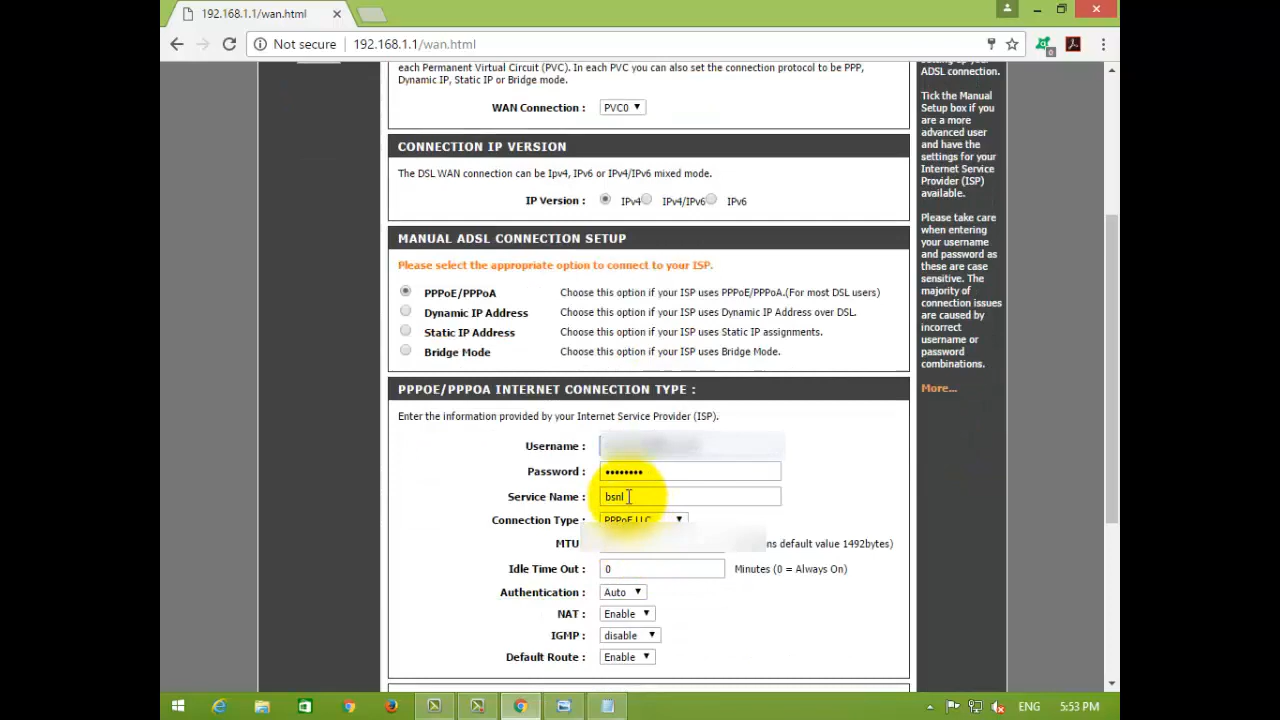 192.168.1.1/wan.html
Not secure
192.168.1.1/wan.html
each Permanent Virtual Circuit (PVC). In each PVC you can also set the connection protocol to be PPP,
Dynamic IP, Static IP or Bridge mode.
WAN Connection : PVC0
CONNECTION IP VERSION
The DSL WAN connection can be Ipv4, IPv6 or IPv4/IPv6 mixed mode.
IP Version : IPv4 IPv4/IPv6 IPv6
MANUAL ADSL CONNECTION SETUP
Please select the appropriate option to connect to your ISP.
PPPoE/PPPoA Choose this option if your ISP uses PPPoE/PPPoA.(For most DSL users)
Dynamic IP Address Choose this option if your ISP uses Dynamic IP Address over DSL.
Static IP Address Choose this option if your ISP uses Static IP assignments.
Bridge Mode Choose this option if your ISP uses Bridge Mode.
PPPOE/PPPOA INTERNET CONNECTION TYPE :
Enter the information provided by your Internet Service Provider (ISP).
Username :
Password : ••••••••
Service Name : bsnl
Connection Type : PPPoE LLC
MTU default value 1492bytes)
Idle Time Out : 0 Minutes (0 = Always On)
Authentication : Auto
NAT : Enable
IGMP : disable
Default Route : Enable
ADSL connection.
Tick the Manual
Setup box if you
are a more
advanced user
and have the
settings for your
Internet Service
Provider (ISP)
available.
Please take care
when entering
your username
and password as
these are case
sensitive. The
majority of
connection issues
are caused by
incorrect
username or
password
combinations.
More...
0
ENG 5:53 PM